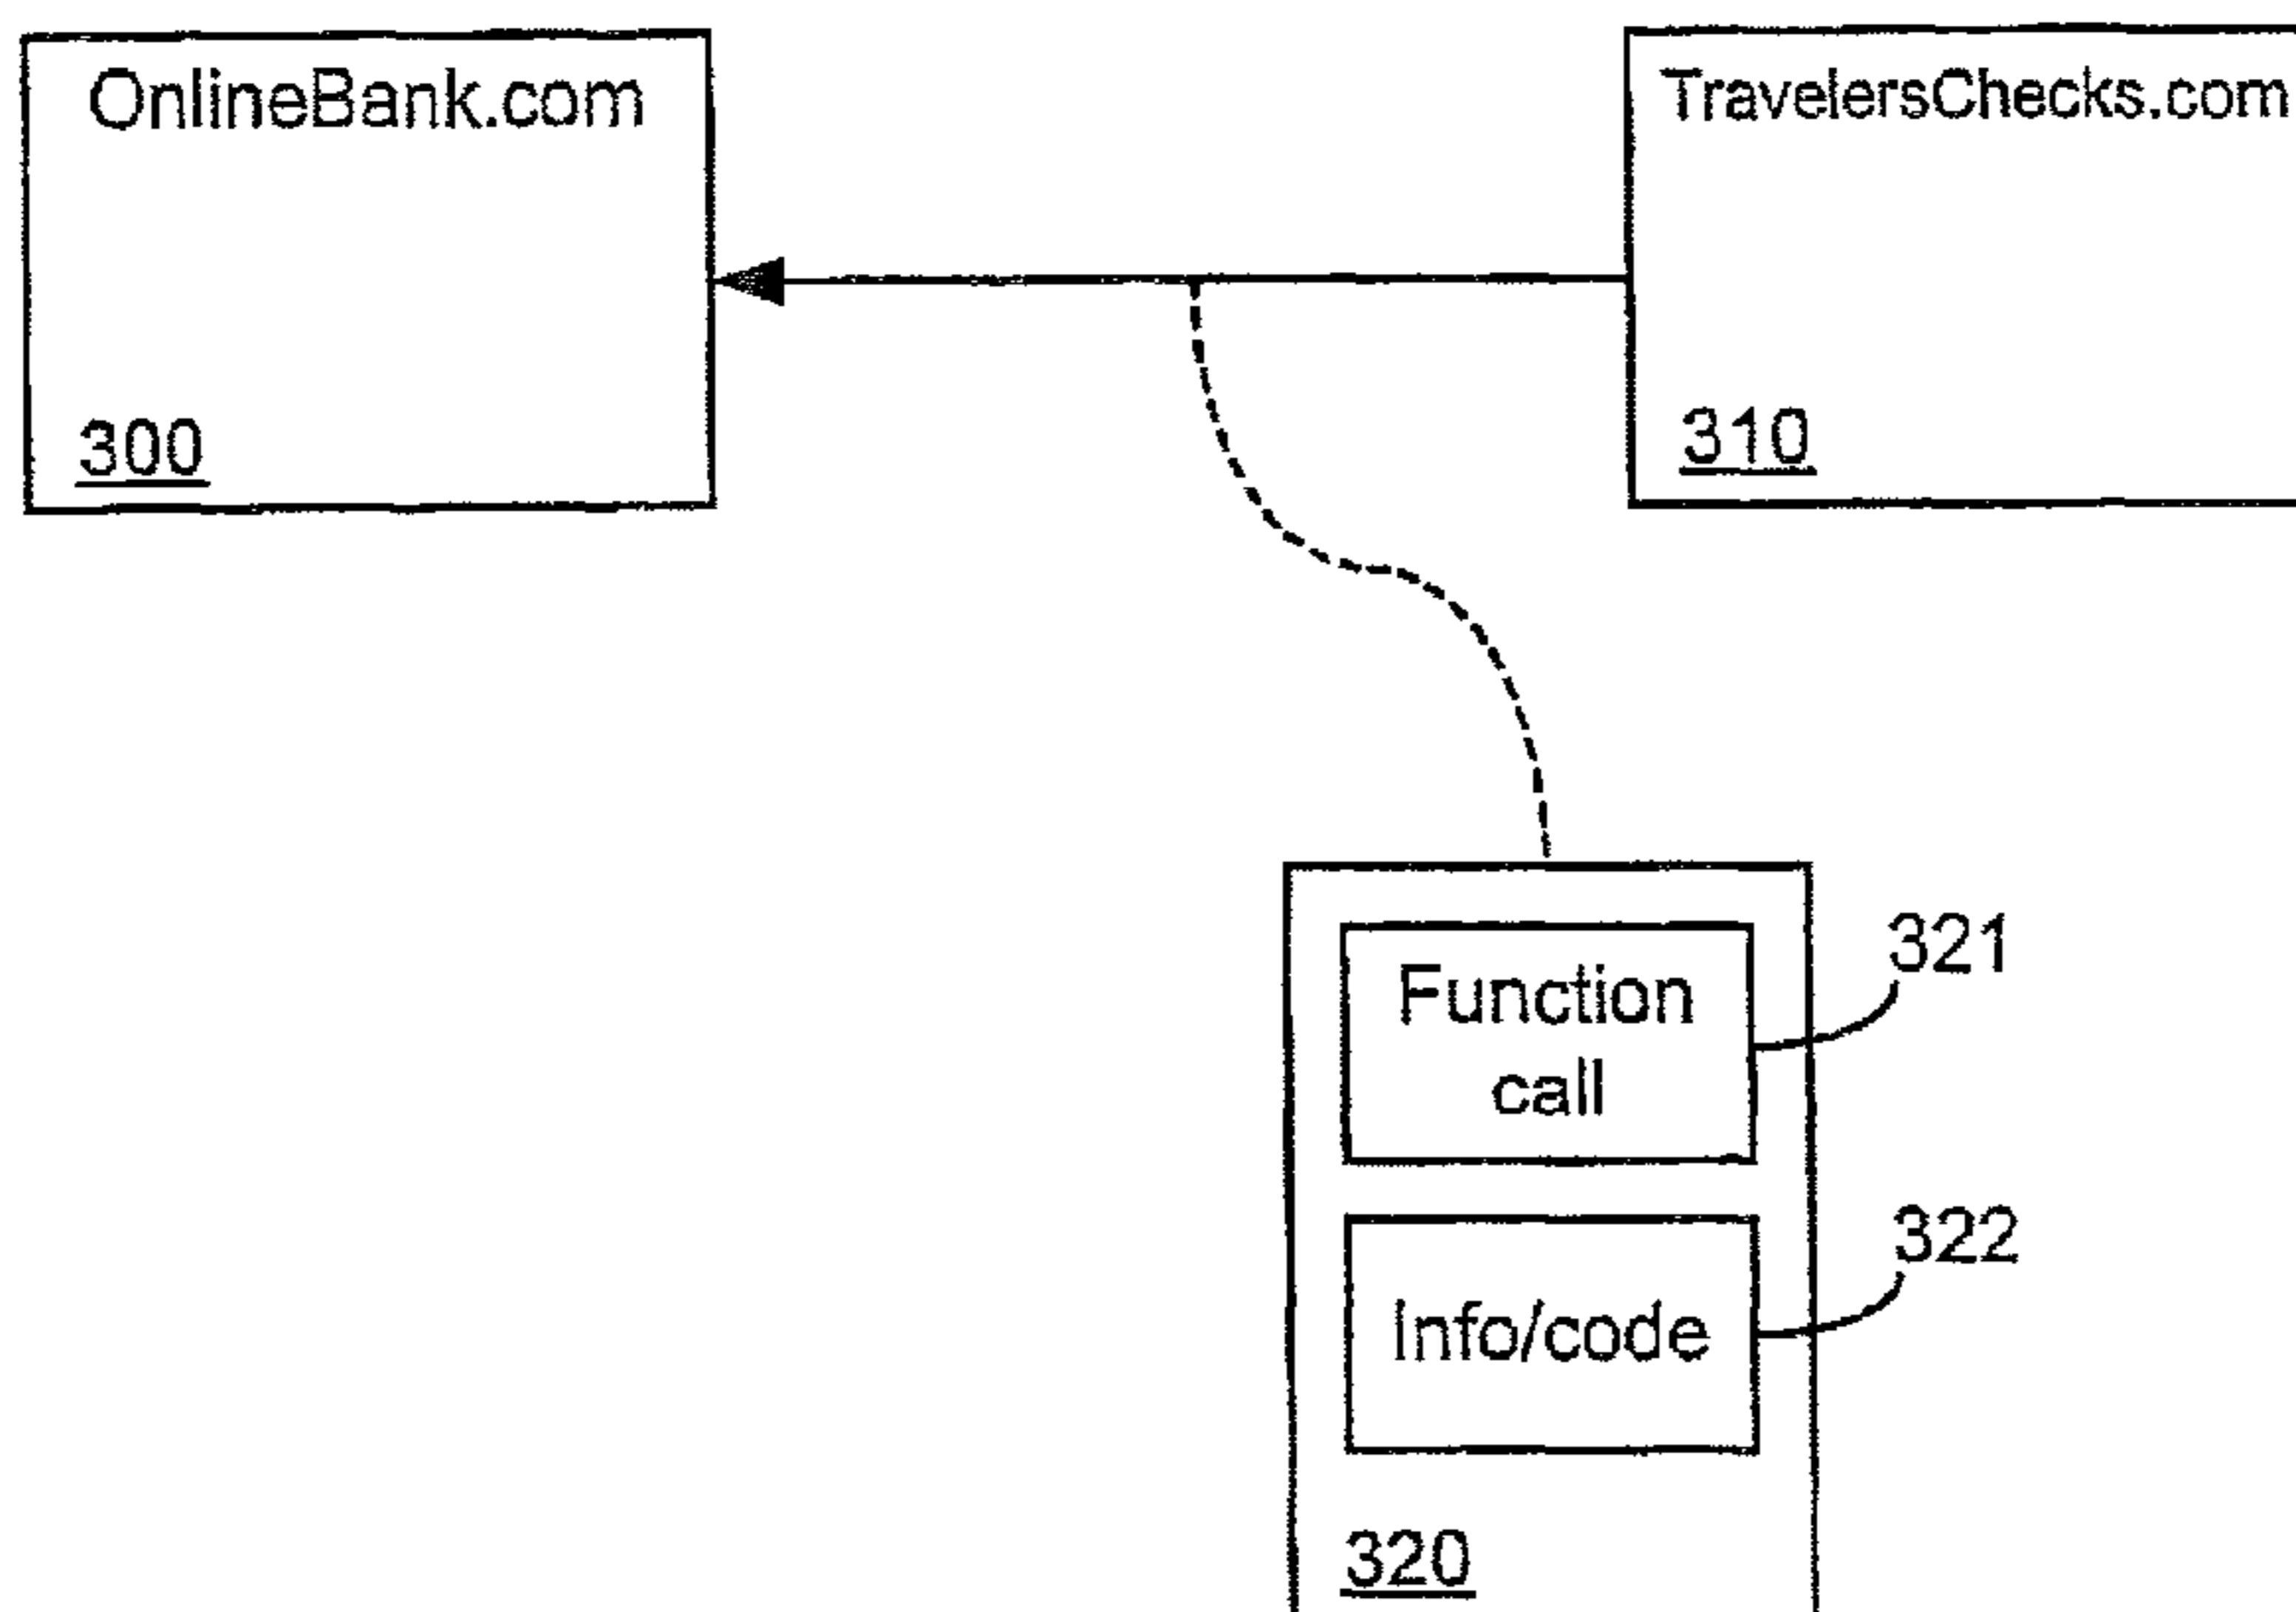 OnlineBank.com
TravelersChecks.com
300
310
Function
call
321
Info/code
322
320